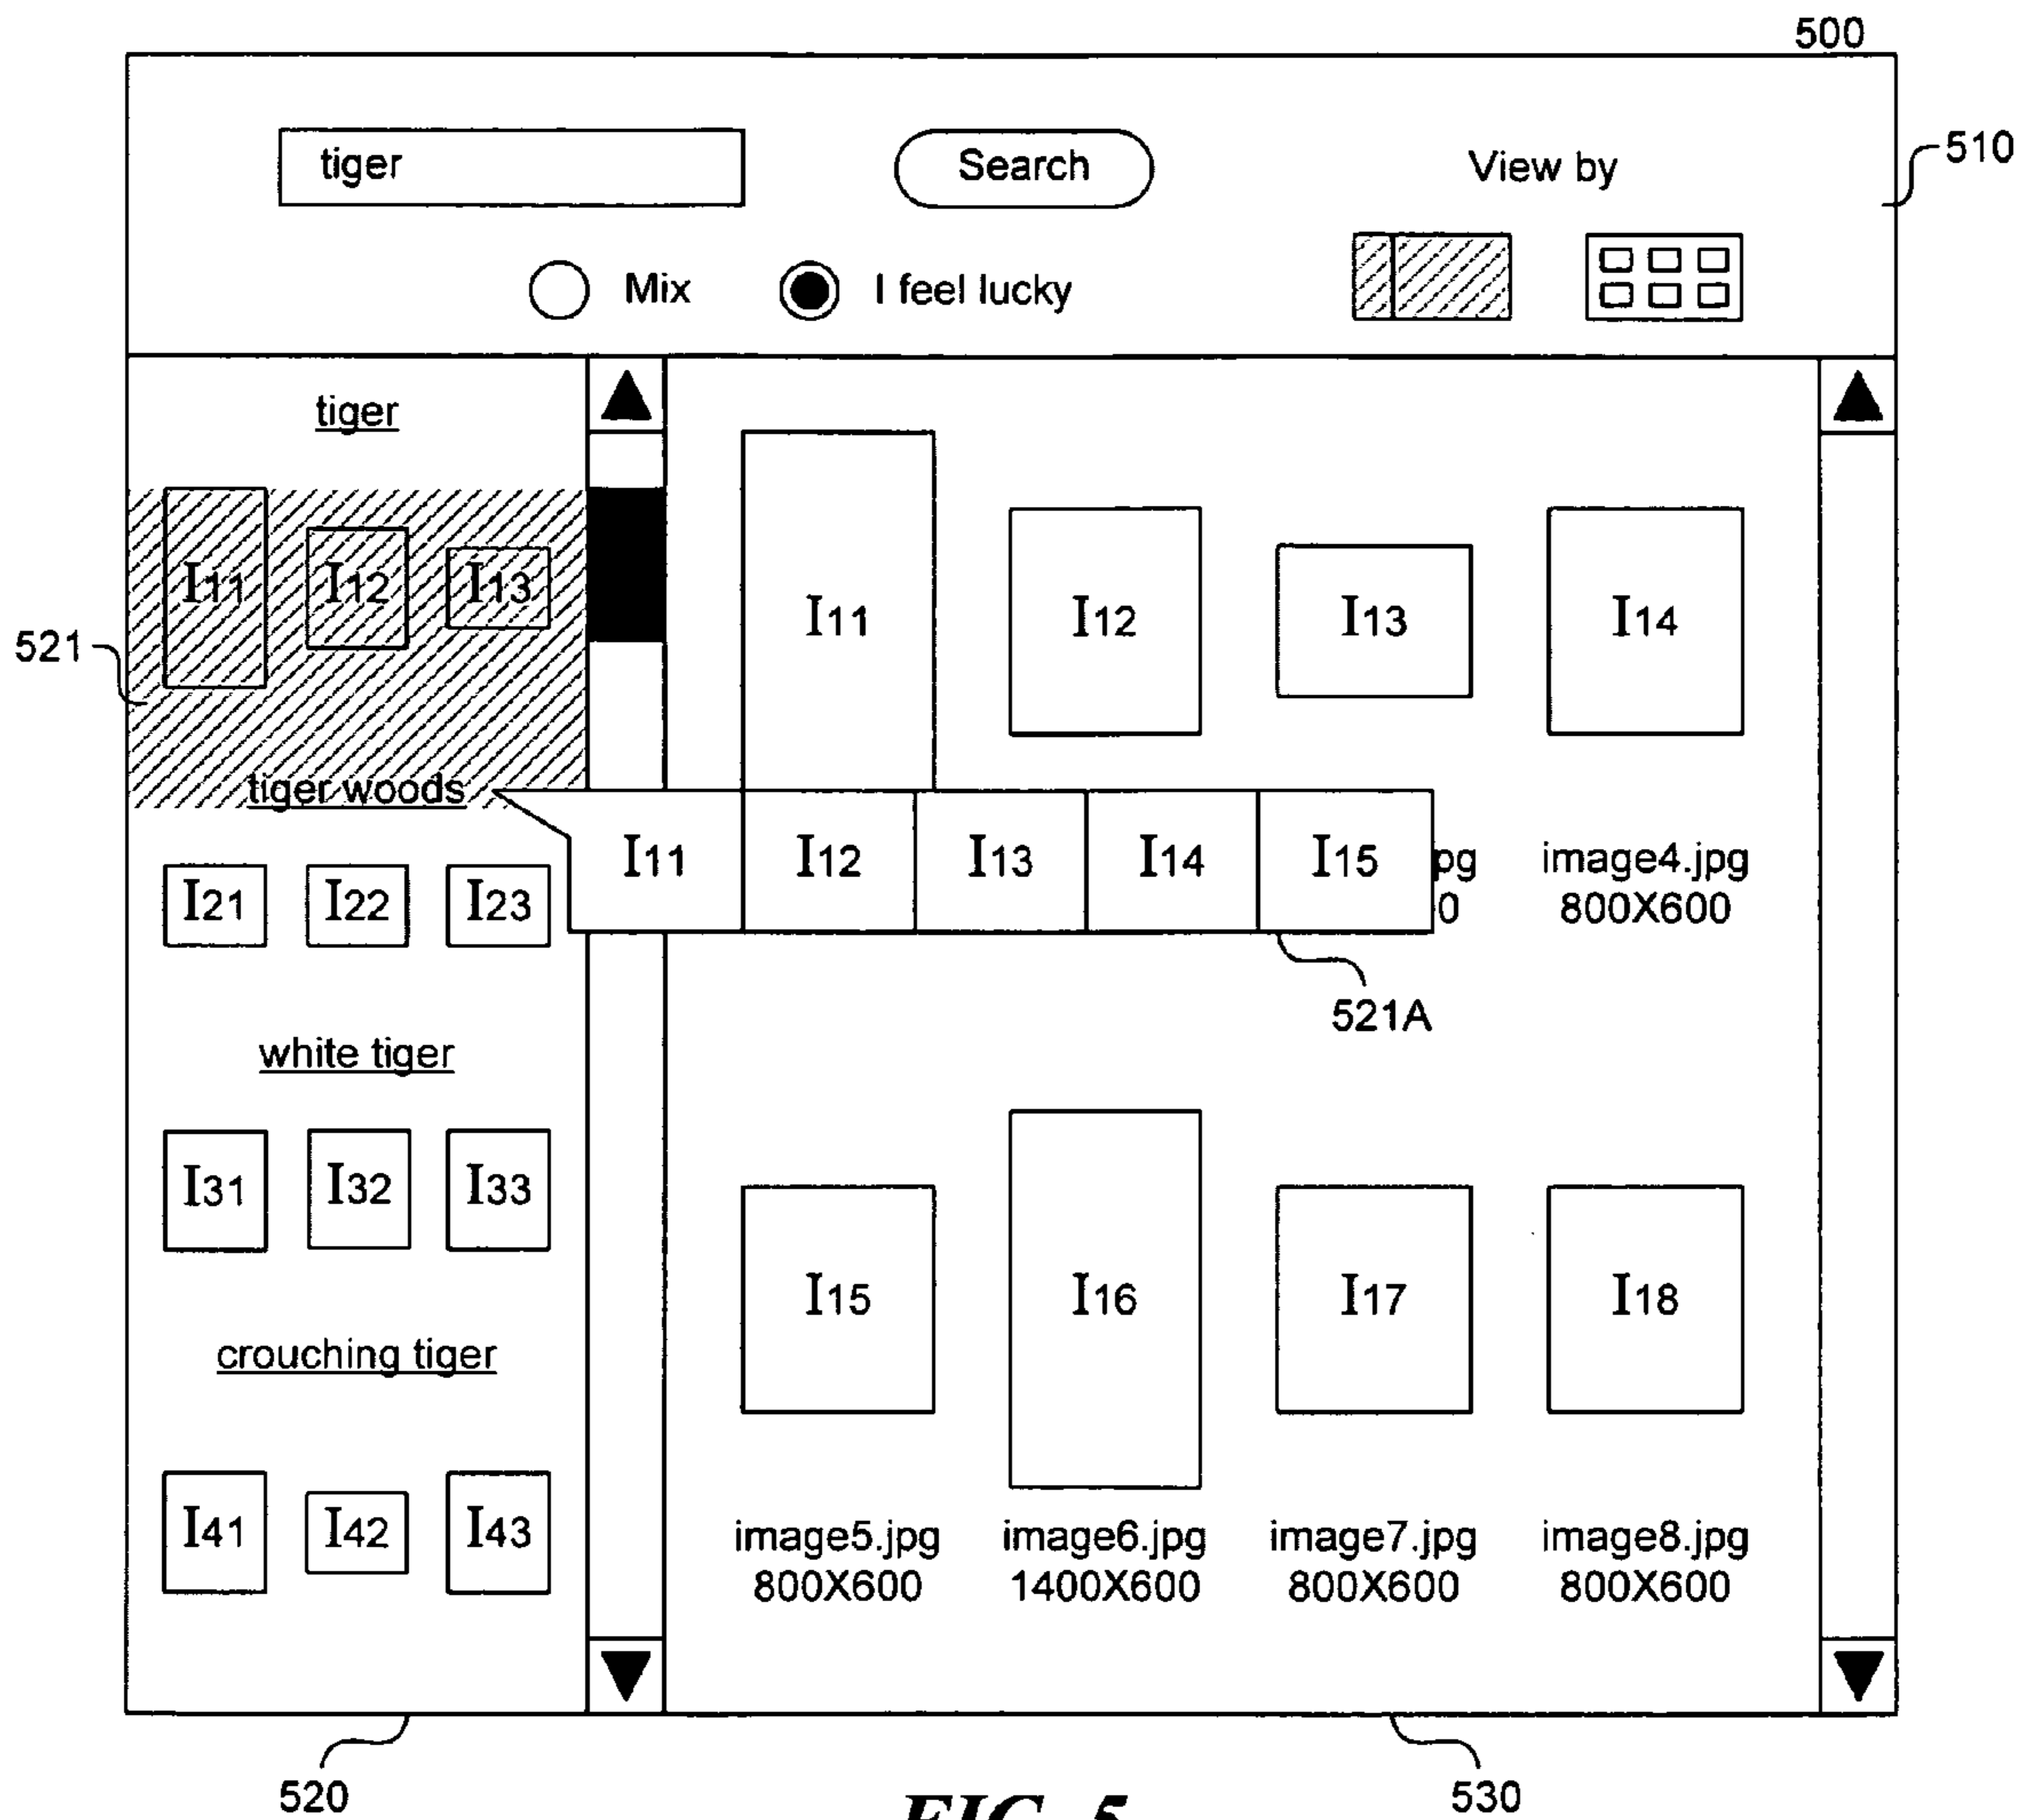 500
tiger
Search
View by
510
Mix
I feel lucky
tiger
I11 I12 I13
521
tiger woods
I21 I22 I23
white tiger
I31 I32 I33
crouching tiger
I41 I42 I43
I11 I12 I13 I14
I11 I12 I13 I14 I15
pg
0
image4.jpg
800X600
521A
I15 I16 I17 I18
image5.jpg image6.jpg image7.jpg image8.jpg
800X600 1400X600 800X600 800X600
520
530
FIG. 5